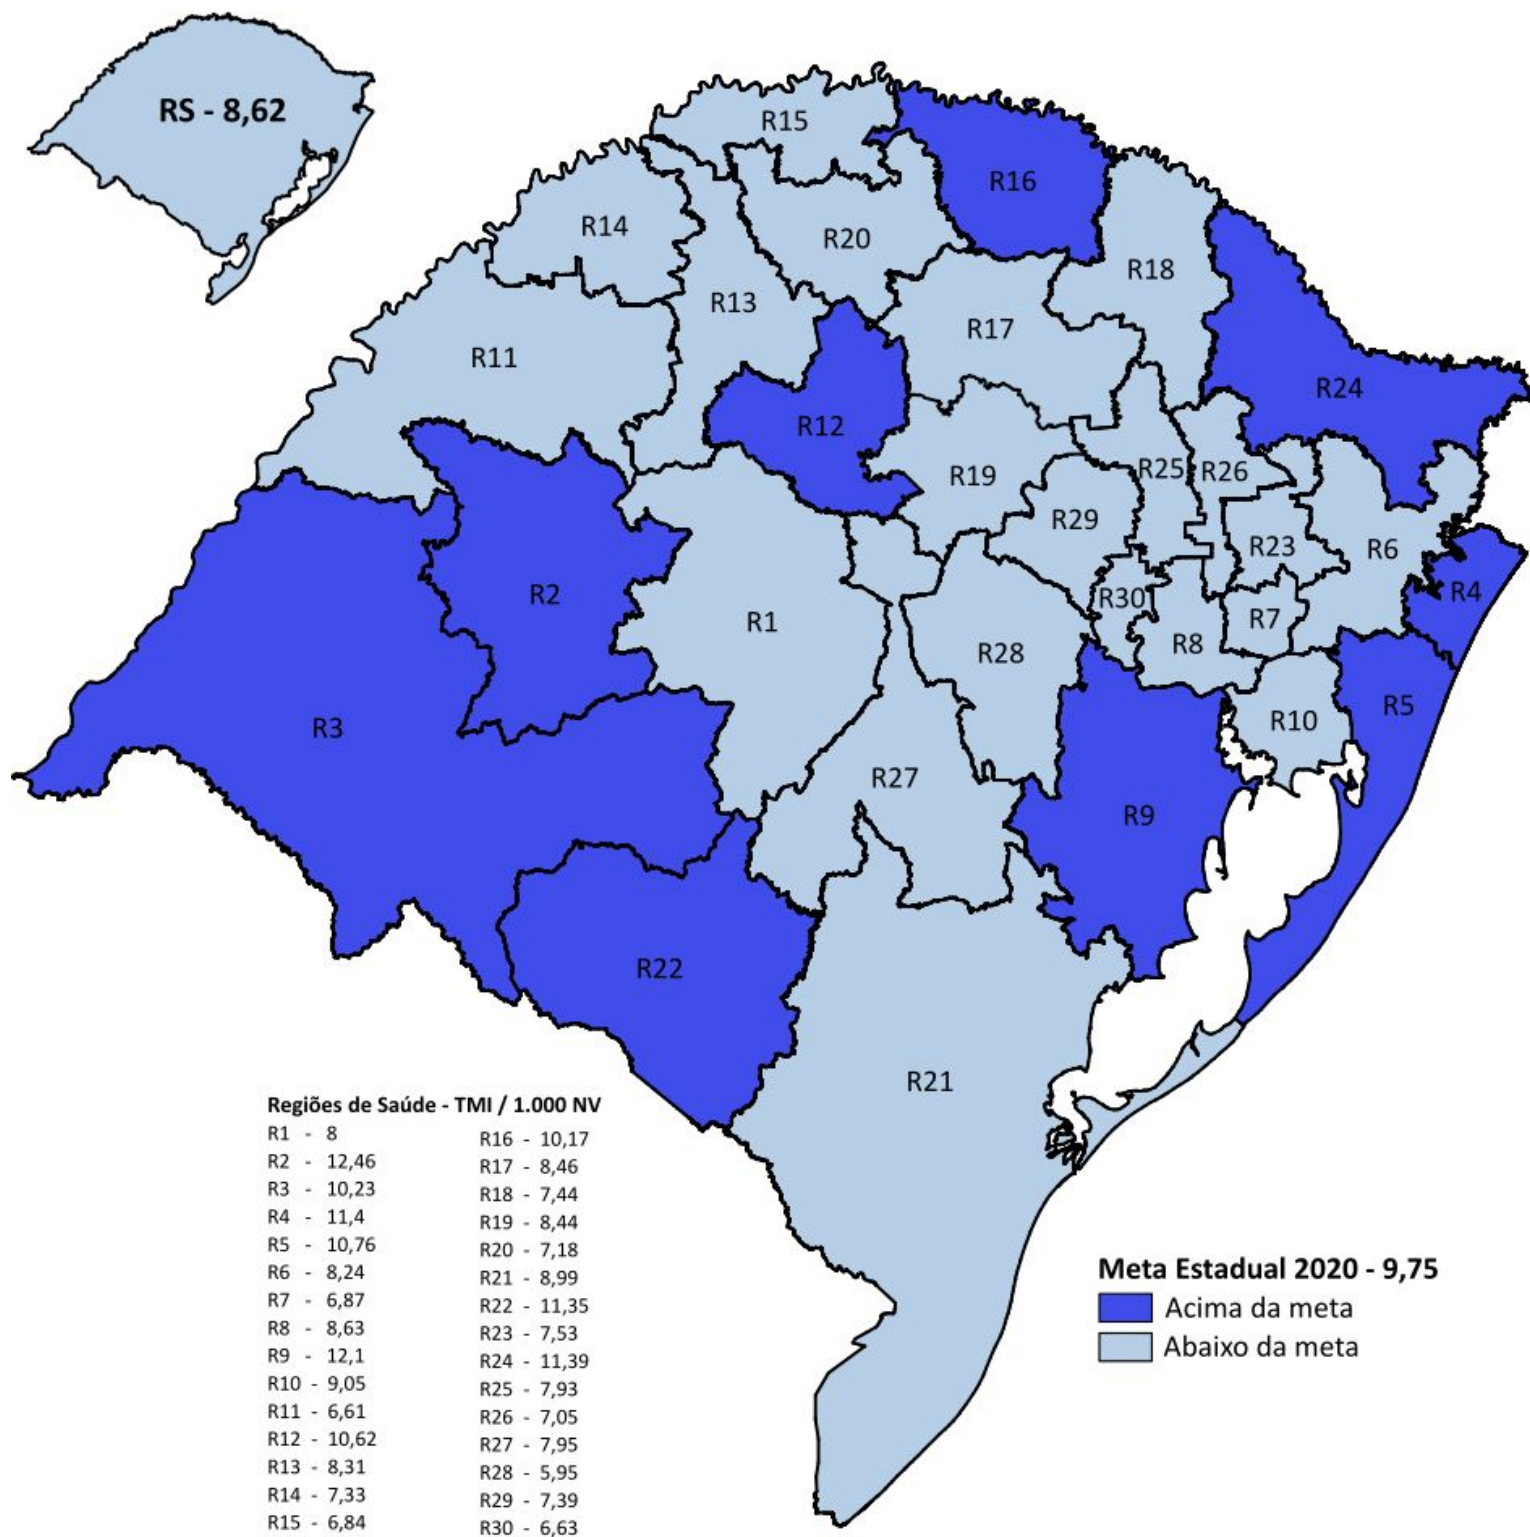 RS - 8,62
R15
R16
R14
R20
R18
R13
R17
R11
R24
R12
R19
R25
R26
R29
R23
R6
R2
R30
R4
R1
R7
R28
R8
R5
R3
R10
R27
R9
R22
R21
Regiões de Saúde - TMI / 1.000 NV
R1 - 8
R2 - 12,46
R3 - 10,23
R4 - 11,4
R5 - 10,76
R6 - 8,24
R7 - 6,87
R8 - 8,63
R9 - 12,1
R10 - 9,05
R11 - 6,61
R12 - 10,62
R13 - 8,31
R14 - 7,33
R15 - 6,84
R16 - 10,17
R17 - 8,46
R18 - 7,44
R19 - 8,44
R20 - 7,18
R21 - 8,99
R22 - 11,35
R23 - 7,53
R24 - 11,39
R25 - 7,93
R26 - 7,05
R27 - 7,95
R28 - 5,95
R29 - 7,39
R30 - 6,63
Meta Estadual 2020 - 9,75
Acima da meta
Abaixo da meta